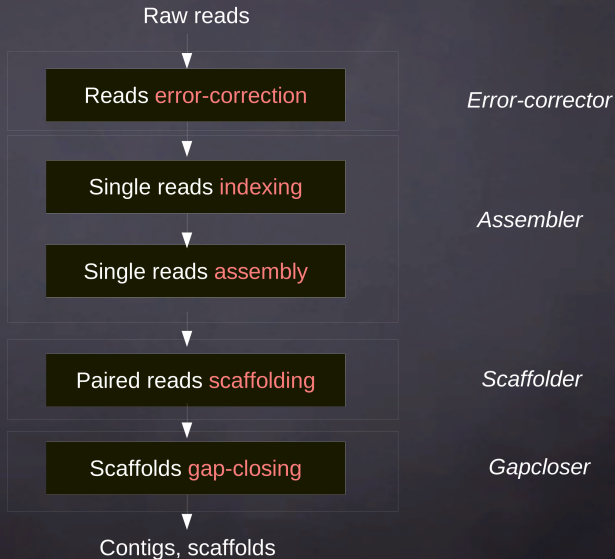 Raw reads
Reads error-correction
Error-corrector
Single reads indexing
Assembler
Single reads assembly
Paired reads scaffolding
Scaffolder
Scaffolds gap-closing
Gapcloser
Contigs, scaffolds